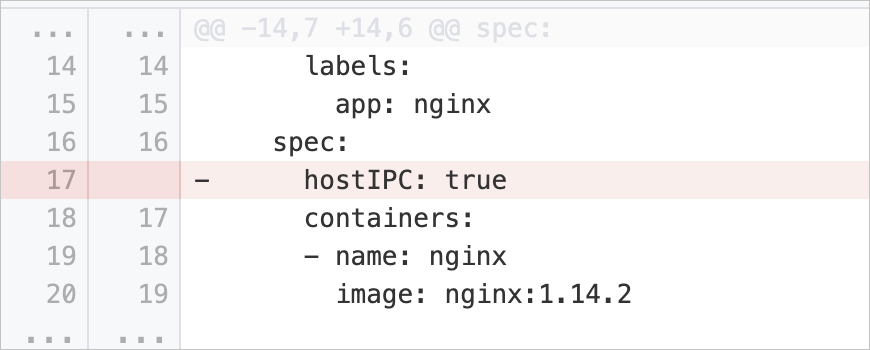 ... ... @@ -14,7 +14,6 @@ spec:
14 14 labels:
15 15 app: nginx
16 16 spec:
17 - hostIPC: true
18 17 containers:
19 18 - name: nginx
20 19 image: nginx:1.14.2
... ...